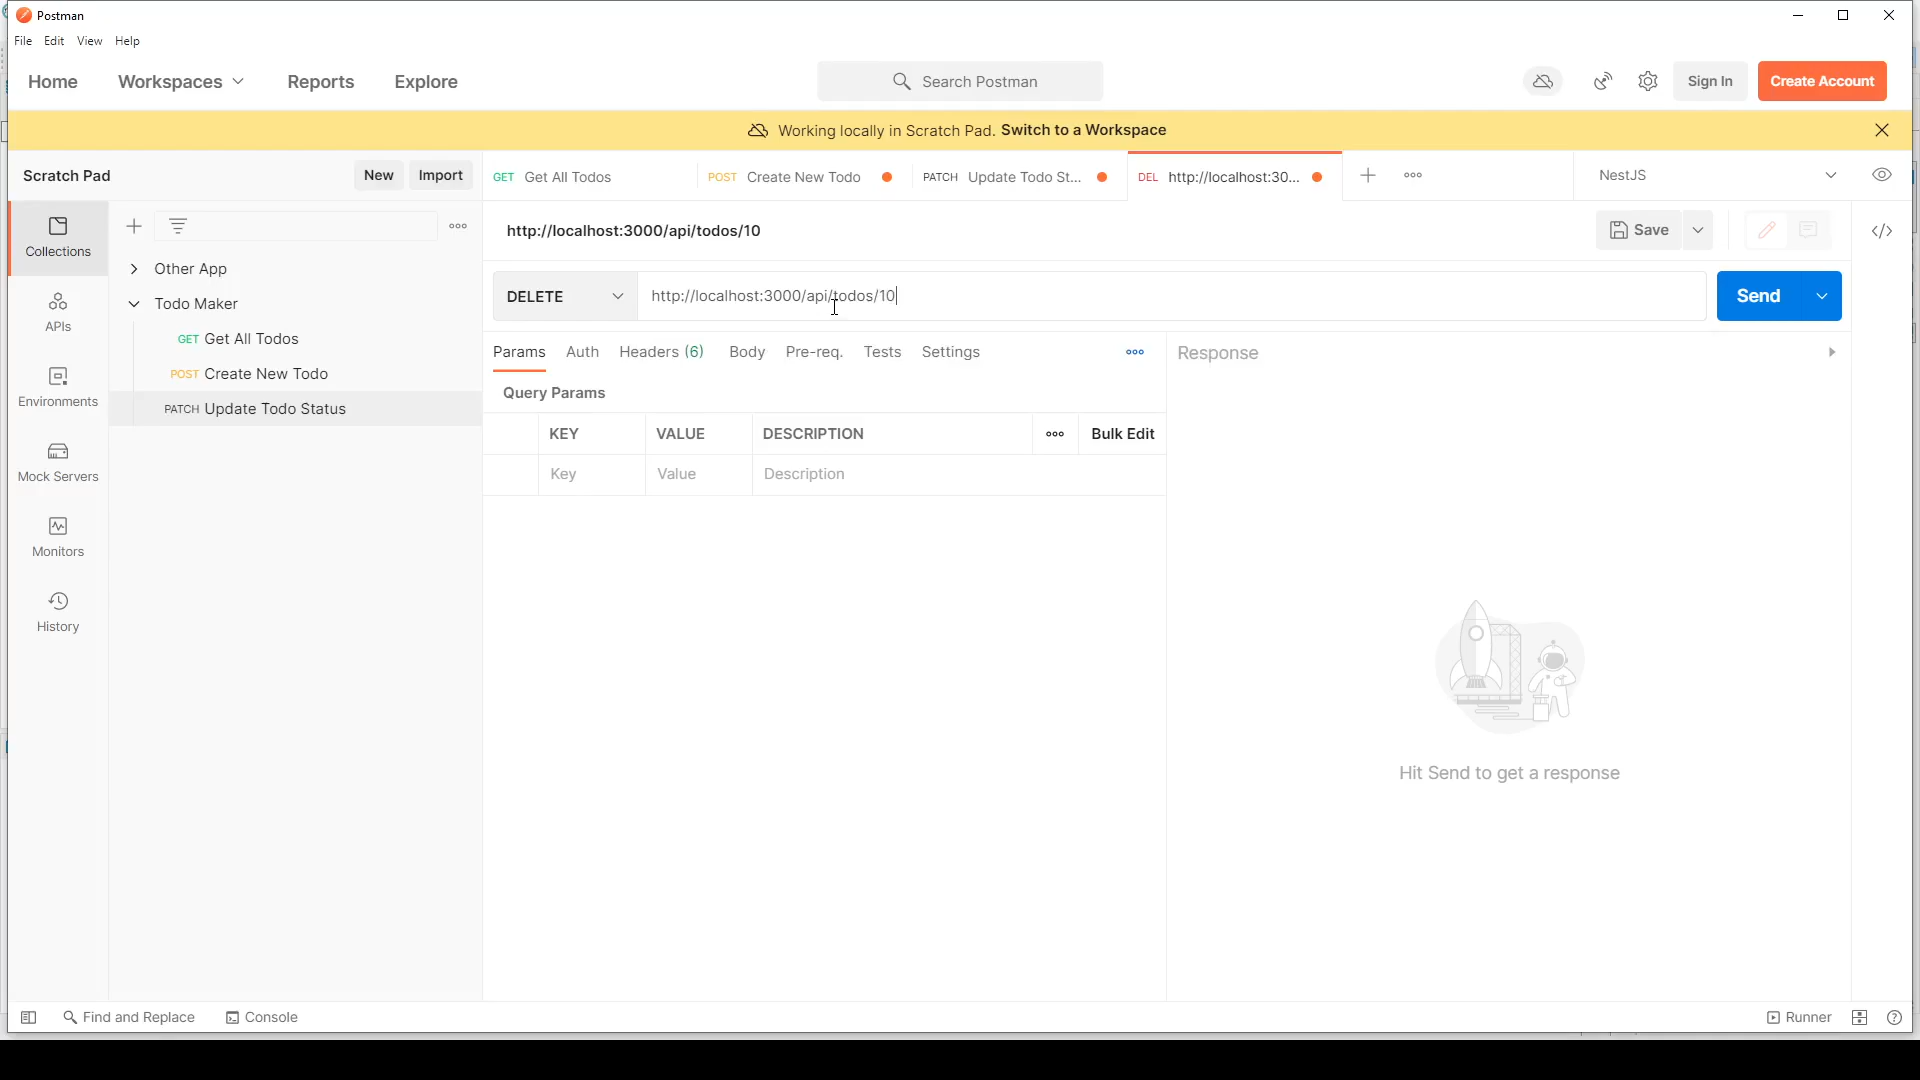 Postman
File Edit View Help
Home Workspaces Reports Explore Search Postman Sign In Create Account
Working locally in Scratch Pad. Switch to a Workspace
Scratch Pad New Import GET Get All Todos POST Create New Todo PATCH Update Todo St... DEL http://localhost:30... NestJS
Collections
http://localhost:3000/api/todos/10 Save
Other App
Todo Maker
GET Get All Todos
POST Create New Todo
PATCH Update Todo Status
APIs
Environments
Mock Servers
Monitors
History
DELETE http://localhost:3000/api/todos/10 Send
Params Auth Headers (6) Body Pre-req. Tests Settings
Query Params
KEY VALUE DESCRIPTION Bulk Edit
Key Value Description
Response
Hit Send to get a response
Find and Replace Console Runner